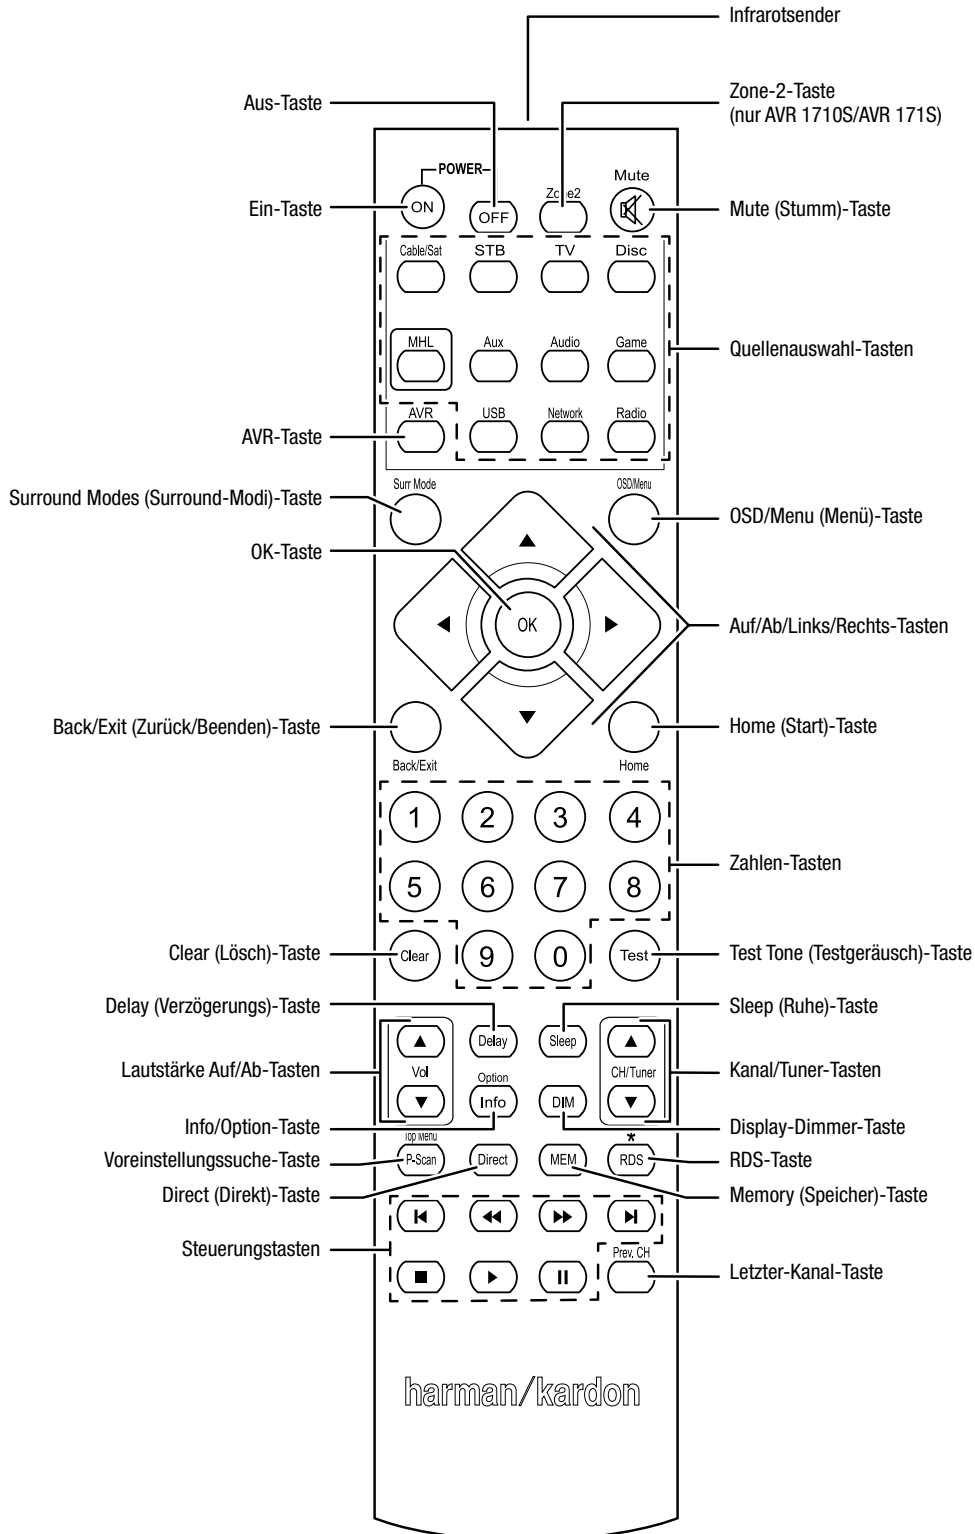 Infrarotsender
Aus-Taste
Zone-2-Taste
(nur AVR 1710S/AVR 171S)
POWER
Mute
Ein-Taste
ON
OFF
Zone2
Mute (Stumm)-Taste
Cable/Sat STB TV Disc
MHL Aux Audio Game
Quellenauswahl-Tasten
AVR USB Network Radio
AVR-Taste
Surr Mode OSD/Menu
Surround Modes (Surround-Modi)-Taste
OSD/Menu (Menü)-Taste
OK-Taste
OK
Auf/Ab/Links/Rechts-Tasten
Back/Exit (Zurück/Beenden)-Taste
Home (Start)-Taste
Back/Exit Home
1 2 3 4
Zahlen-Tasten
5 6 7 8
Clear (Lösch)-Taste
Clear 9 0 Test
Test Tone (Testgeräusch)-Taste
Delay (Verzögerungs)-Taste
Sleep (Ruhe)-Taste
Delay Sleep
Lautstärke Auf/Ab-Tasten
Vol
CH/Tuner
Kanal/Tuner-Tasten
Option
Info DIM
Info/Option-Taste
Display-Dimmer-Taste
Top Menu *
Voreinstellungssuche-Taste
P-Scan Direct MEM RDS
RDS-Taste
Direct (Direkt)-Taste
Memory (Speicher)-Taste
Steuerungstasten
Prev. CH
Letzter-Kanal-Taste
harman/kardon